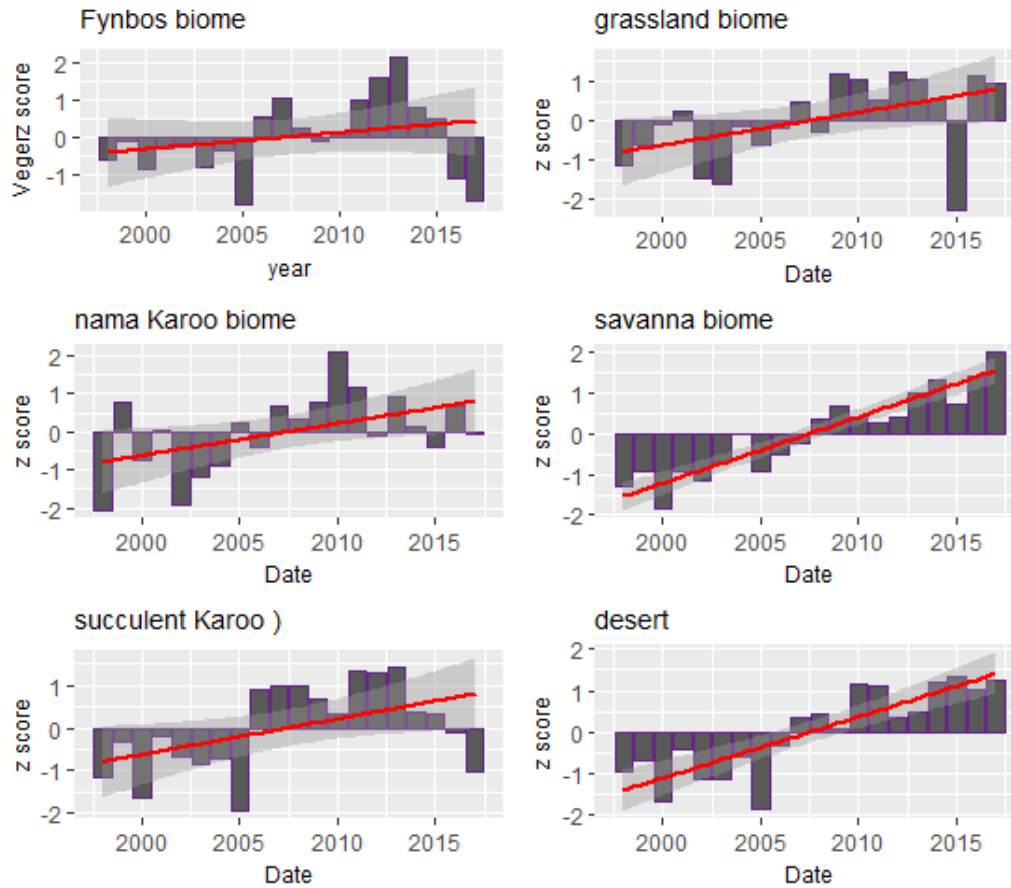 Fynbos biome
Vegerz score
2
1
0
-1
2000 2005 2010 2015
year
grassland biome
z score
1
0
-1
-2
2000 2005 2010 2015
Date
nama Karoo biome
z score
2
1
0
-1
-2
2000 2005 2010 2015
Date
savanna biome
z score
2
1
0
-1
-2
2000 2005 2010 2015
Date
succulent Karoo )
z score
1
0
-1
-2
2000 2005 2010 2015
Date
desert
z score
2
1
0
-1
-2
2000 2005 2010 2015
Date